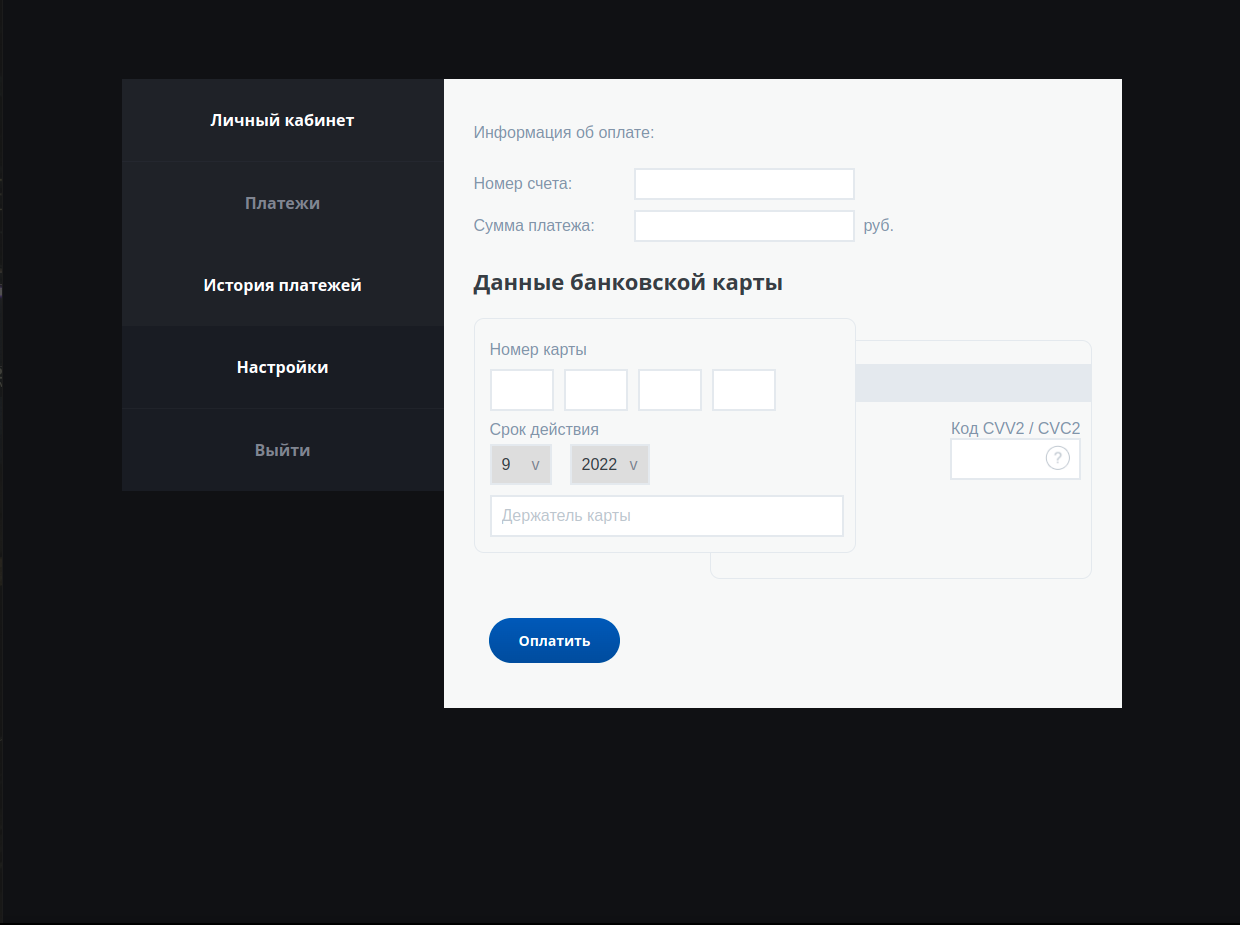 Личный кабинет
Платежи
История платежей
Настройки
Выйти
Информация об оплате:
Номер счета:
Сумма платежа: руб.
Данные банковской карты
Номер карты
Срок действия
9 v 2022 v
Держатель карты
Код CVV2 / CVC2
?
Оплатить